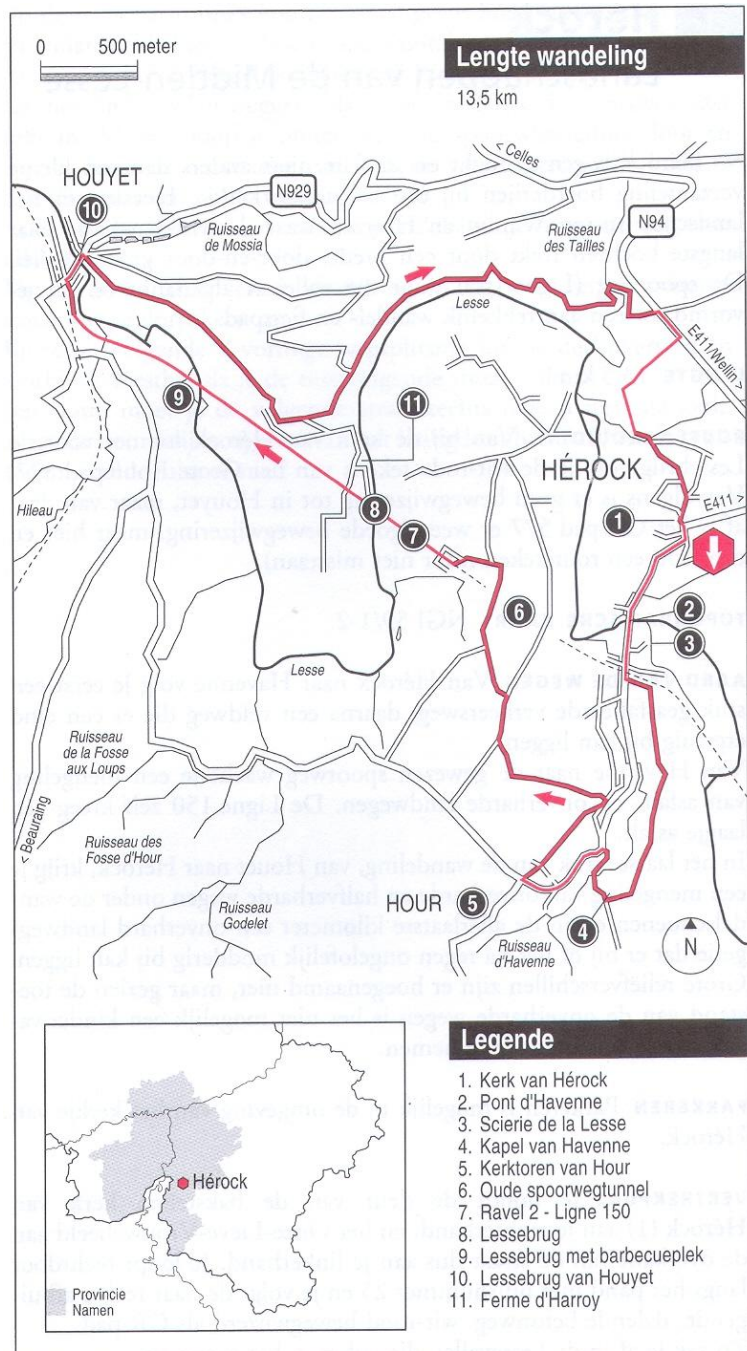 0 500 meter
Lengte wandeling
13,5 km
< Celles
HOUYET
N929
10
Ruisseau
de Mossia
Ruisseau
des Tailles
N94
Lesse
E411/Wellin >
9
11
HÉROCK
E411 >
Hileau
8
7
1
2
6
3
Lesse
Ruisseau
de la Fosse
aux Loups
< Beauraing
Ruisseau des
Fosse d'Hour
Ruisseau
Godelet
HOUR
5
4
Ruisseau
d'Havenne
N
Legende
1. Kerk van Hérock
2. Pont d'Havenne
3. Scierie de la Lesse
4. Kapel van Havenne
5. Kerktoren van Hour
6. Oude spoorwegtunnel
7. Ravel 2 - Ligne 150
8. Lessebrug
9. Lessebrug met barbecueplek
10. Lessebrug van Houyet
11. Ferme d'Harroy
Hérock
Provincie
Namen